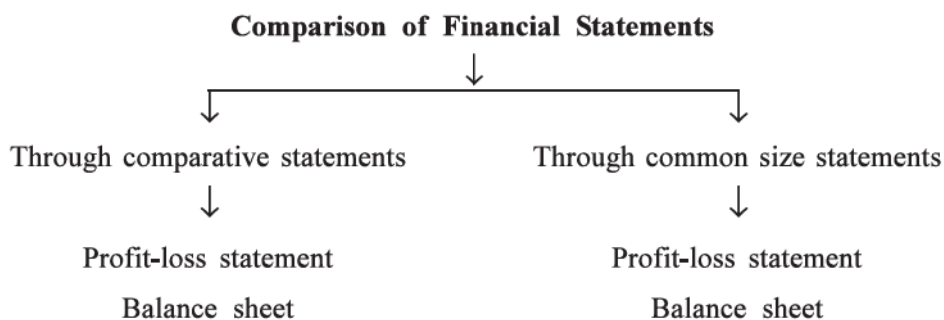 Comparison of Financial Statements
Through comparative statements
Through common size statements
Profit-loss statement
Balance sheet
Profit-loss statement
Balance sheet